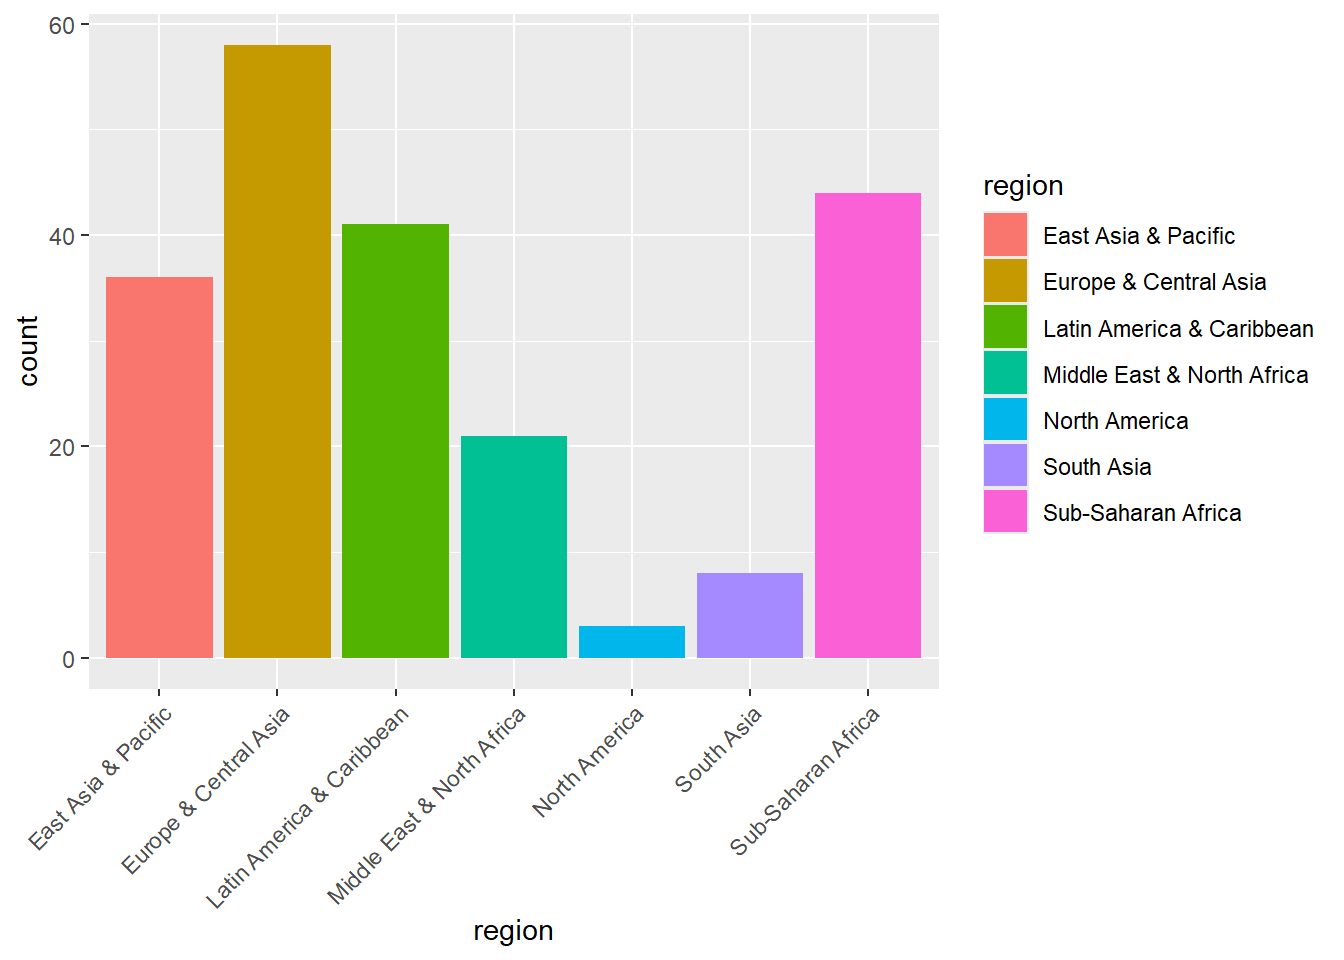 60
40
20
0
count
East Asia & Pacific
Europe & Central Asia
Latin America & Caribbean
Middle East & North Africa
North America
South Asia
Sub-Saharan Africa
region
region
East Asia & Pacific
Europe & Central Asia
Latin America & Caribbean
Middle East & North Africa
North America
South Asia
Sub-Saharan Africa